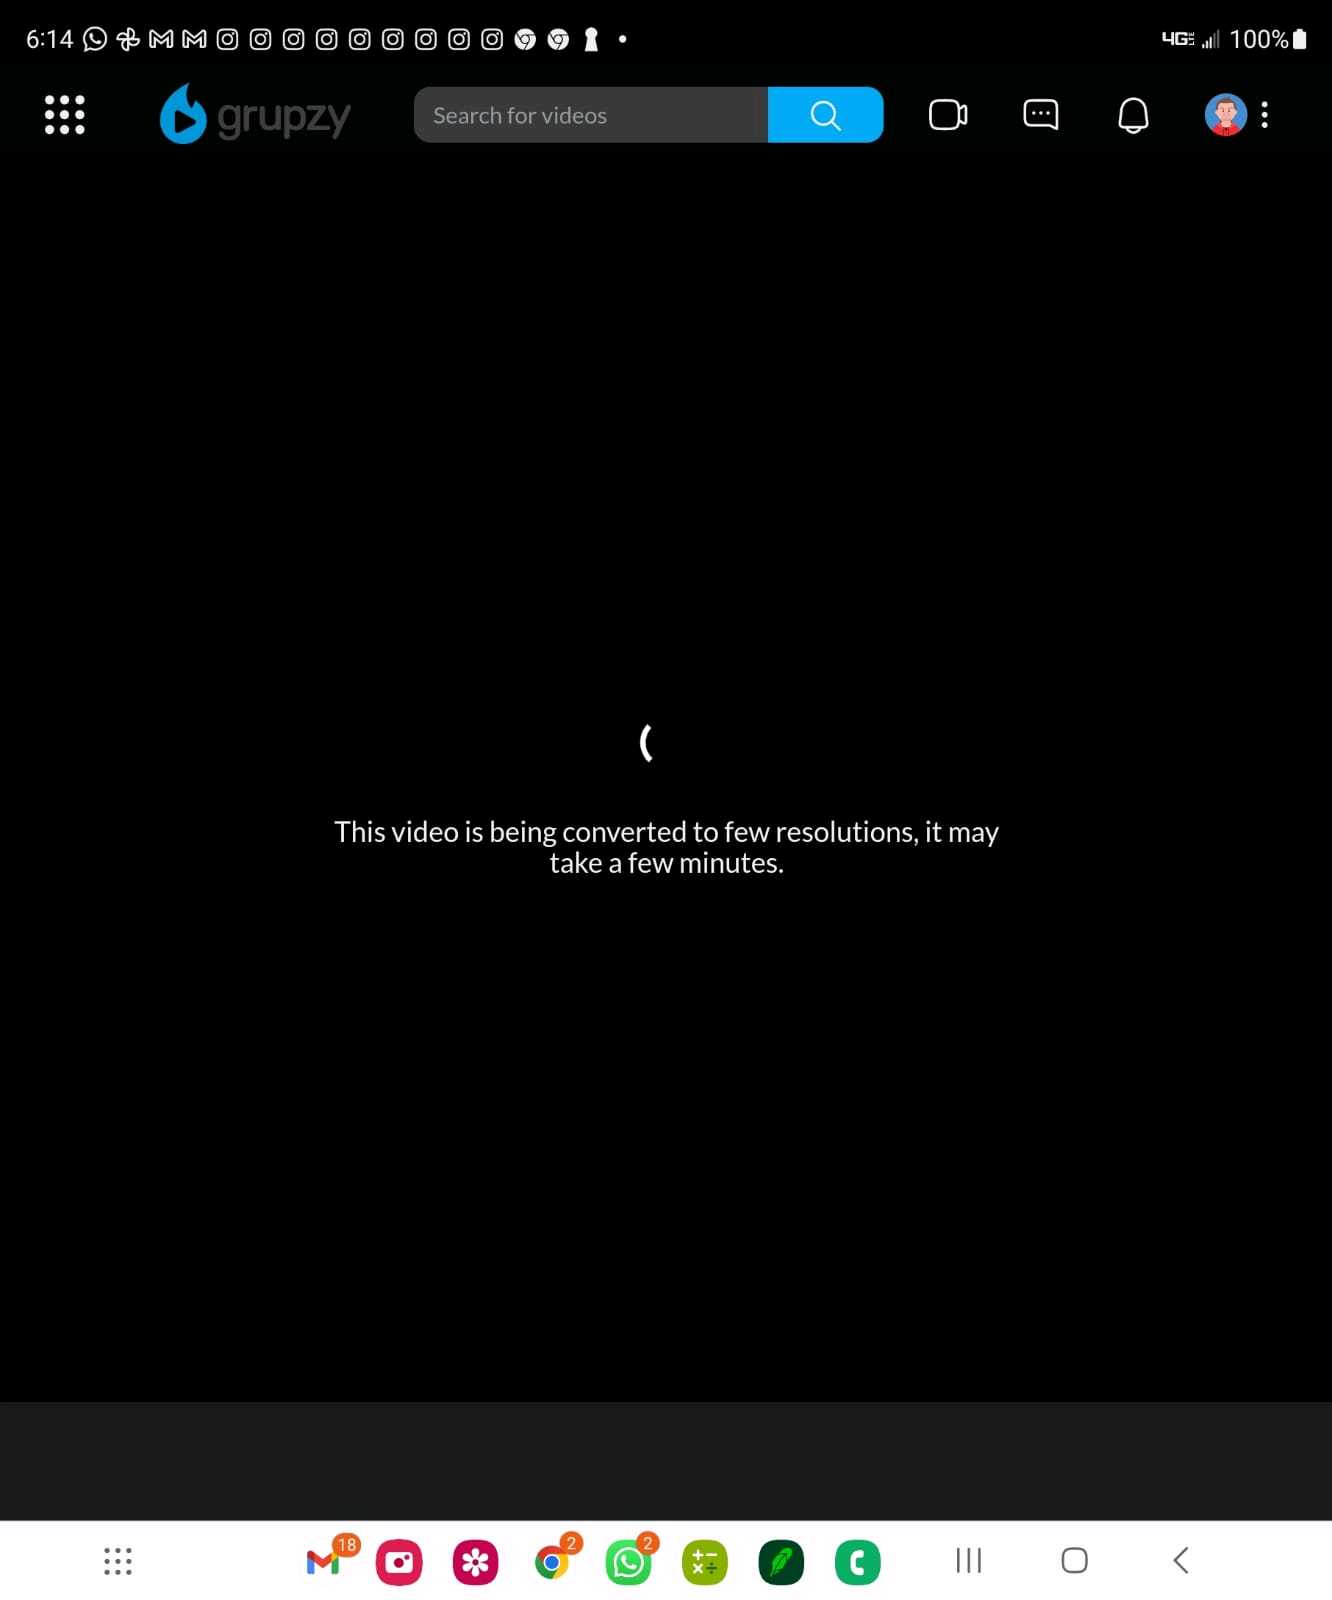 6:14
4G 100%
grupzy
Search for videos
This video is being converted to few resolutions, it may
take a few minutes.
18
2
2